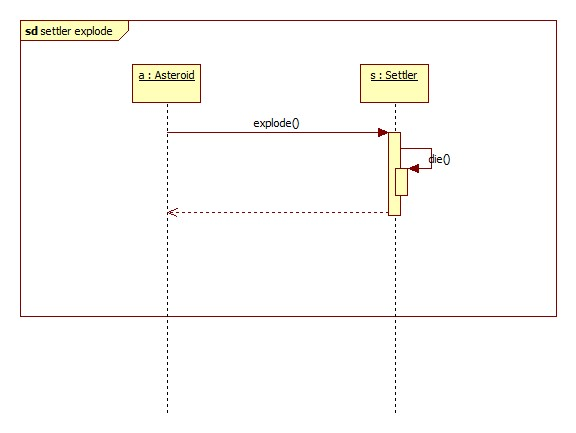 sd settler explode
a : Asteroid
s : Settler
explode()
die()